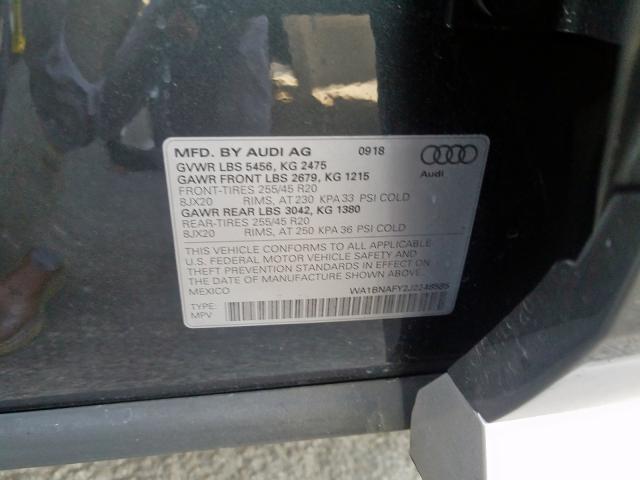 MFD. BY AUDI AG 0918
GVWR LBS 5456, KG 2475
GAWR FRONT LBS 2679, KG 1215
FRONT-TIRES 255/45 R20
8JX20 RIMS, AT 230 KPA 33 PSI COLD
GAWR REAR LBS 3042, KG 1380
REAR-TIRES 255/45 R20
8JX20 RIMS, AT 250 KPA 36 PSI COLD
Audi
THIS VEHICLE CONFORMS TO ALL APPLICABLE
U.S. FEDERAL MOTOR VEHICLE SAFETY AND
THEFT PREVENTION STANDARDS IN EFFECT ON
THE DATE OF MANUFACTURE SHOWN ABOVE.
MEXICO
TYPE:
MPV